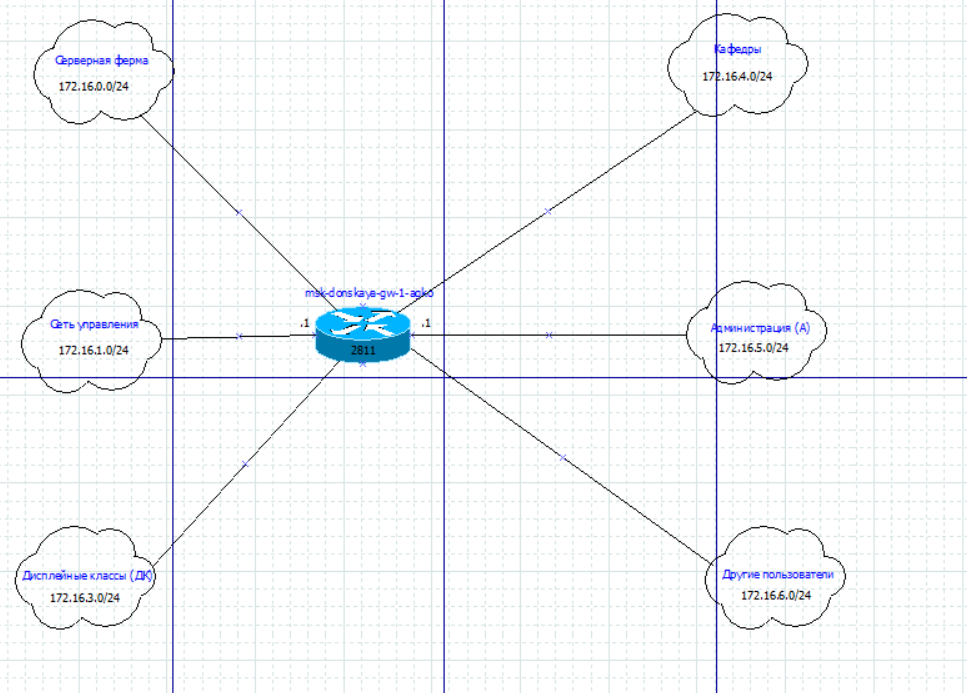 Серверная ферма
172.16.0.0/24
Кафедры
172.16.4.0/24
msk-donskaya-gw-1-agko
.1
.1
2811
Сеть управления
172.16.1.0/24
Администрация (А)
172.16.5.0/24
Дисплейные классы (ДК)
172.16.3.0/24
Другие пользователи
172.16.6.0/24